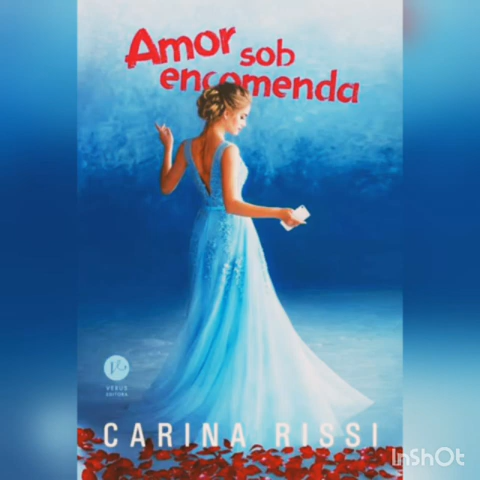 Amor sob
encomenda
VERUS
EDITORA
CARINA RISSI
InShOt